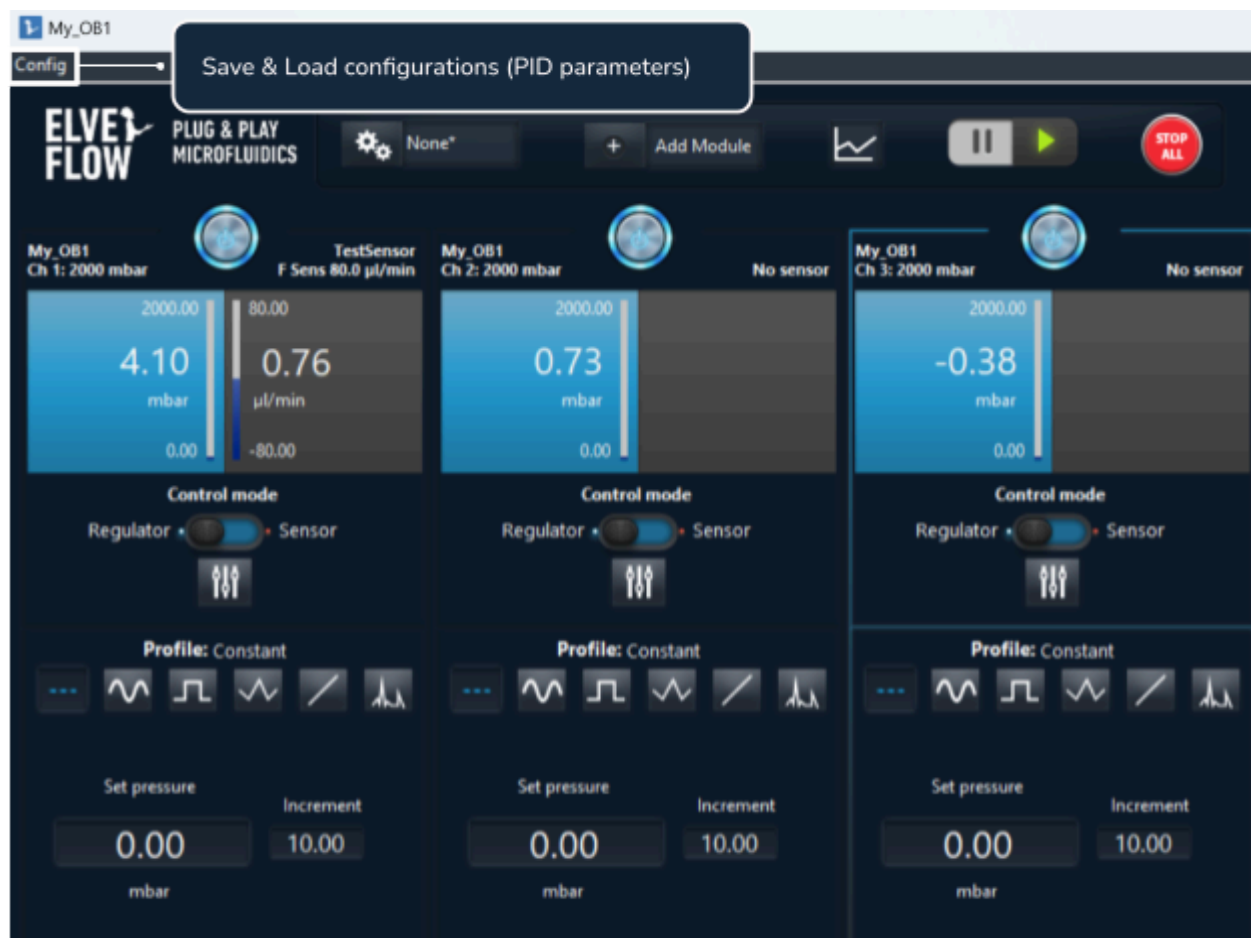 My_OB1
Config
Save & Load configurations (PID parameters)
ELVE FLOW
PLUG & PLAY
MICROFLUIDICS
None*
+ Add Module
STOP
ALL
My_OB1
Ch 1: 2000 mbar
TestSensor
F Sens 80.0 µl/min
2000.00
4.10
mbar
0.00
80.00
0.76
µl/min
-80.00
Control mode
Regulator
Sensor
Profile: Constant
Set pressure
0.00
mbar
Increment
10.00
My_OB1
Ch 2: 2000 mbar
No sensor
2000.00
0.73
mbar
0.00
Control mode
Regulator
Sensor
Profile: Constant
Set pressure
0.00
mbar
Increment
10.00
My_OB1
Ch 3: 2000 mbar
No sensor
2000.00
-0.38
mbar
0.00
Control mode
Regulator
Sensor
Profile: Constant
Set pressure
0.00
mbar
Increment
10.00